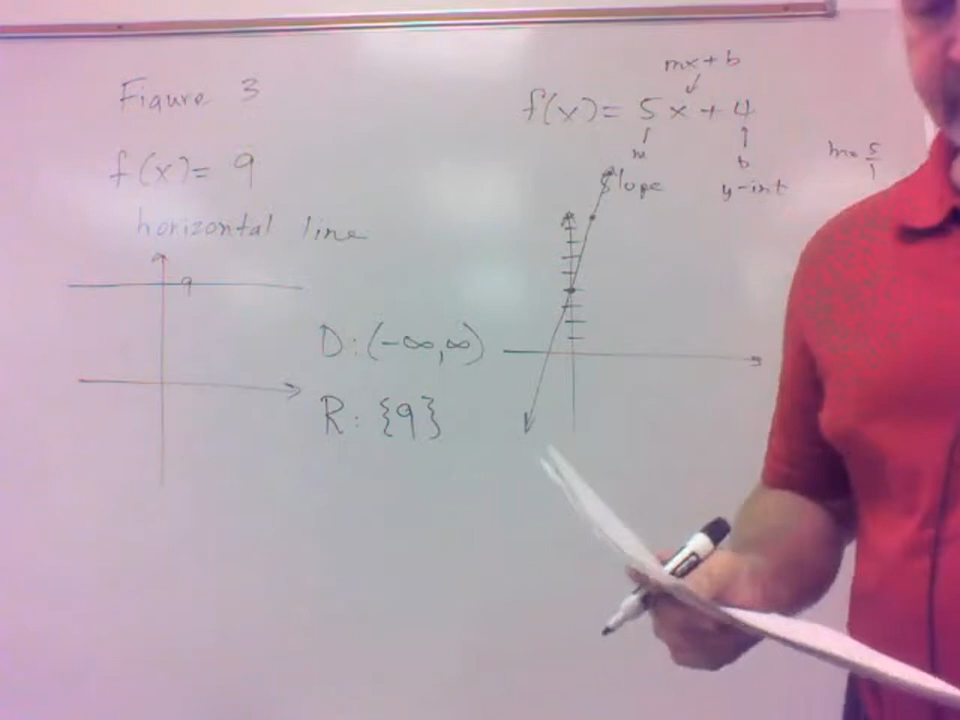 Figure 3
f(x) = 9
horizontal line
9
D: (-∞, ∞)
R: {9}
mx + b
f(x) = 5x + 4
m
b
slope
y-int
m = 5/1